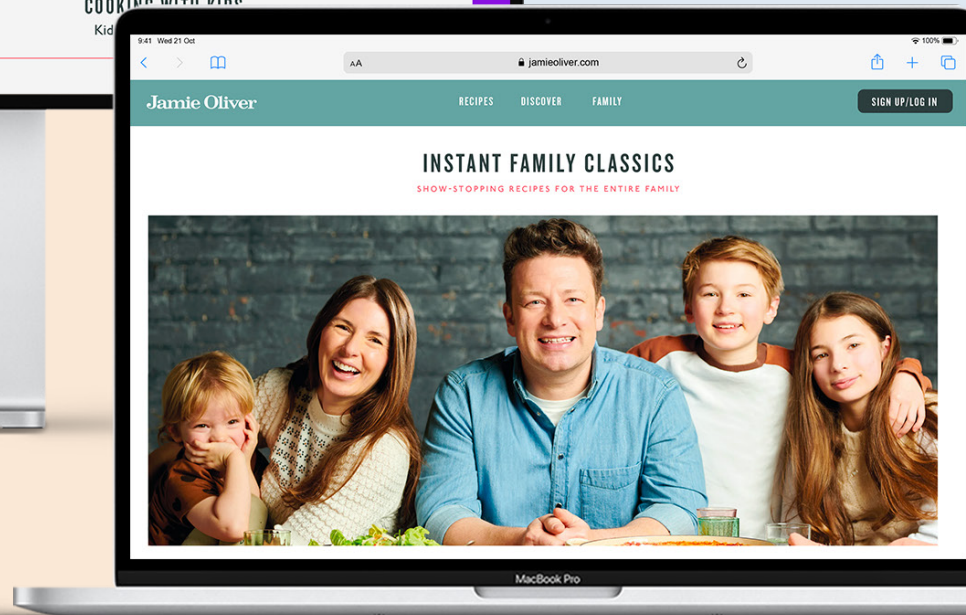 COOKING WITH KIDS
Kid
9:41 Wed 21 Oct
100%
AA
jamieoliver.com
Jamie Oliver
RECIPES
DISCOVER
FAMILY
SIGN UP/LOG IN
INSTANT FAMILY CLASSICS
SHOW-STOPPING RECIPES FOR THE ENTIRE FAMILY
MacBook Pro